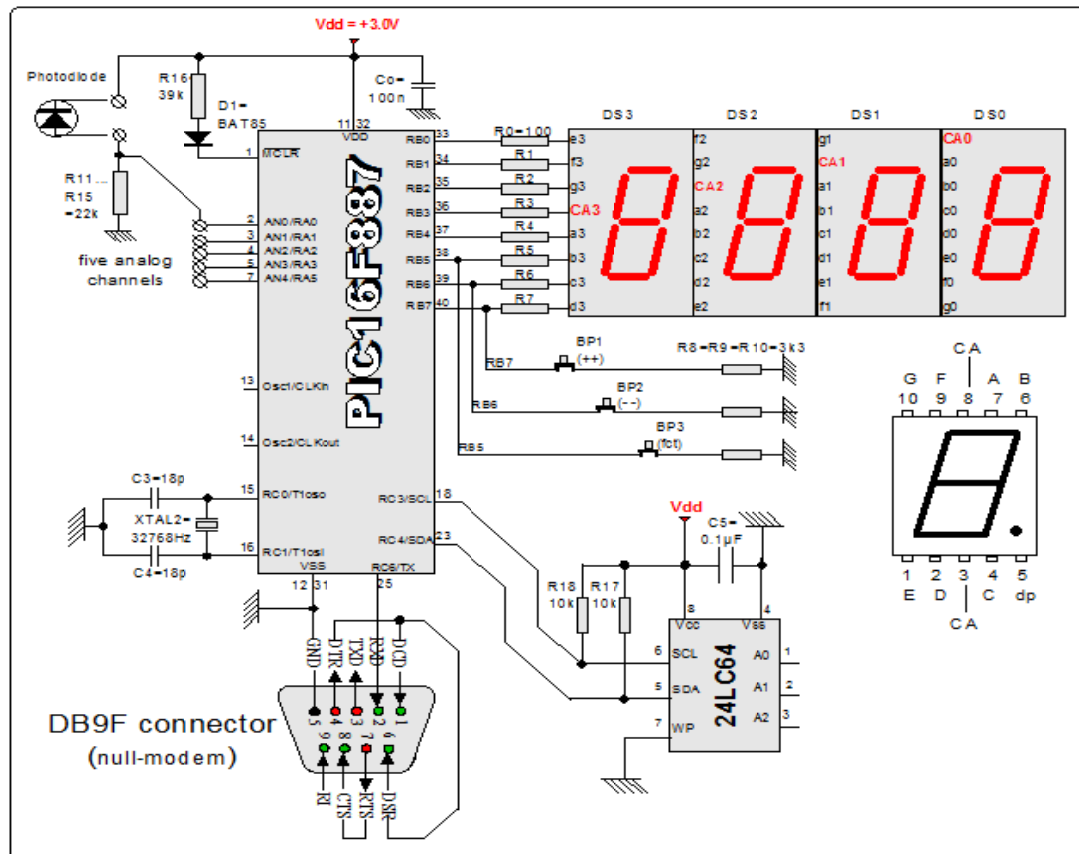 Vdd = +3.0V
Photodiode
R16
39k
D1=
BAT85
Co=
100n
R11...
R15
=22k
five analog
channels
PIC16F887
11 32
VDD
1 MCLR
2 AN0/RA0
3 AN1/RA1
4 AN2/RA2
5 AN3/RA3
7 AN4/RA5
13 Osc1/CLKin
14 Osc2/CLKout
15 RC0/T1oso
16 RC1/T1osi
VSS
12 31
RB0 33
RB1 34
RB2 35
RB3 36
RB4 37
RB5 38
RB6 39
RB7 40
RC3/SCL 18
RC4/SDA 23
RC6/TX
25
R0=100
R1
R2
R3
R4
R5
R6
R7
DS3 DS2 DS1 DS0
e3 f2 g1 CA0
f3 g2 CA1 a0
g3 CA2 a1 b0
CA3 a2 b1 c0
a3 b2 c1 d0
b3 c2 d1 e0
c3 d2 e1 f0
d3 e2 f1 g0
RB7
BP1
(++)
R8=R9=R10=3k3
RB6
BP2
(--)
RB5
BP3
(fct)
CA
G F A B
10 9 8 7 6
1 2 3 4 5
E D C dp
CA
C3=18p
XTAL2=
32768Hz
C4=18p
Vdd
C5=
0.1µF
R18
10k
R17
10k
24LC64
8 4
Vcc Vss
6 SCL
5 SDA
7 WP
A0 1
A1 2
A2 3
GND DTR TXD RXD DCD
5 4 3 2 1
9 8 7 6
RI CTS RTS DSR
DB9F connector
(null-modem)